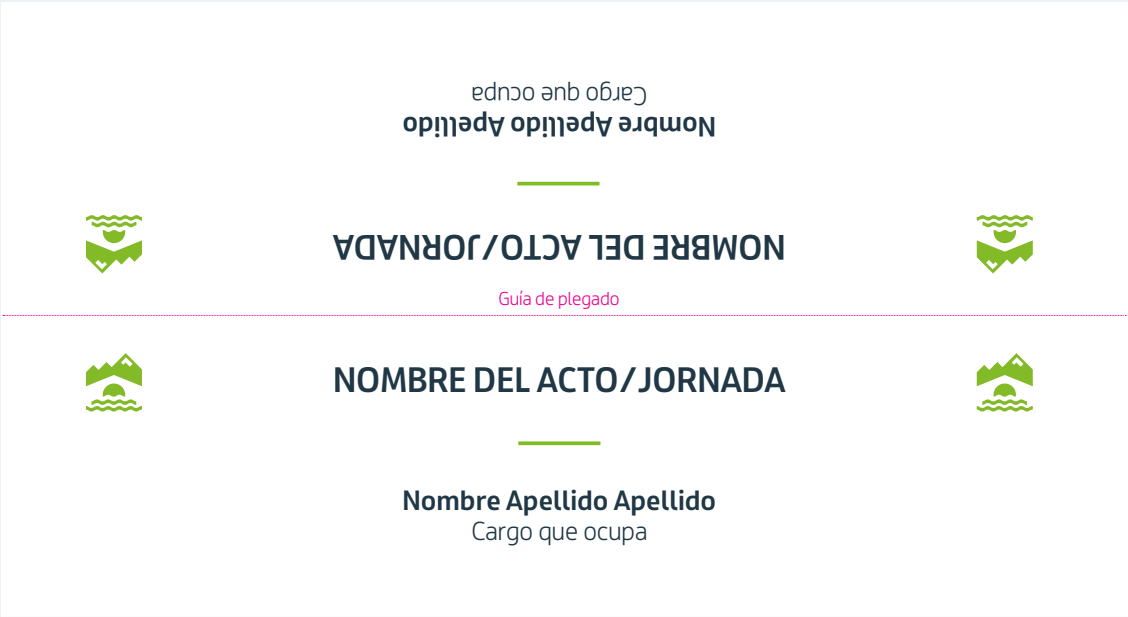 Cargo que ocupa
Nombre Apellido Apellido
NOMBRE DEL ACTO/JORNADA
Guía de plegado
NOMBRE DEL ACTO/JORNADA
Nombre Apellido Apellido
Cargo que ocupa